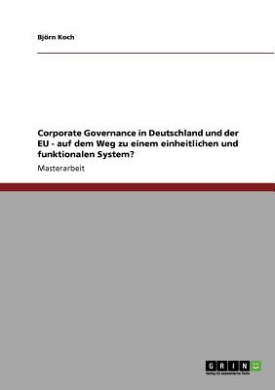 Björn Koch
Corporate Governance in Deutschland und der
EU - auf dem Weg zu einem einheitlichen und
funktionalen System?
Masterarbeit
G R I N